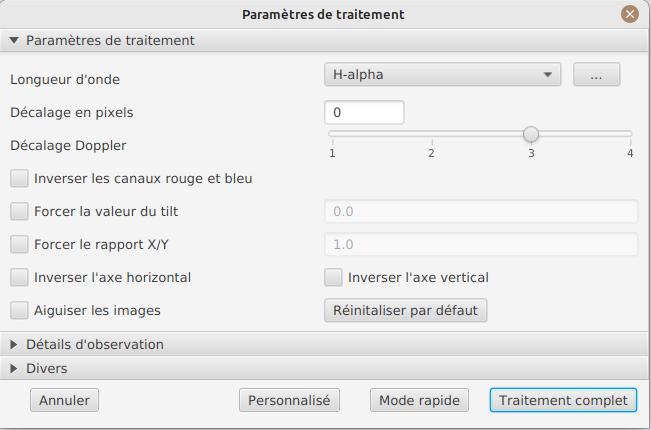 Paramètres de traitement
Paramètres de traitement
Longueur d'onde H-alpha ...
Décalage en pixels 0
Décalage Doppler
1 2 3 4
Inverser les canaux rouge et bleu
Forcer la valeur du tilt 0.0
Forcer le rapport X/Y 1.0
Inverser l'axe horizontal Inverser l'axe vertical
Aiguiser les images Réinitaliser par défaut
Détails d'observation
Divers
Annuler Personnalisé Mode rapide Traitement complet